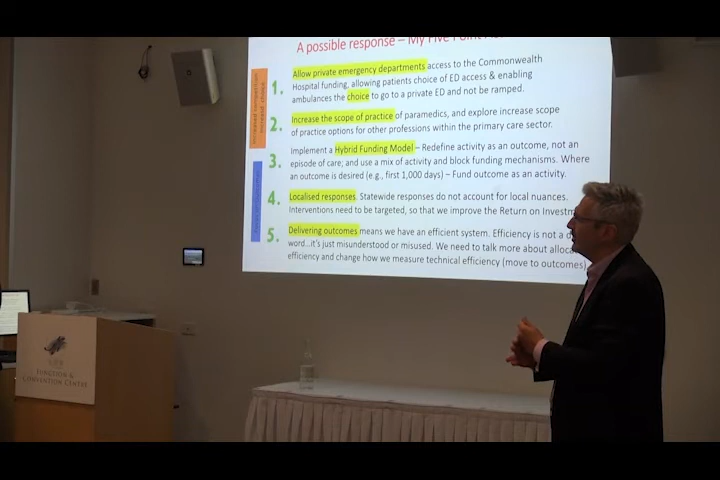 A possible response – My Five Point
1. Allow private emergency departments access to the Commonwealth
Hospital funding, allowing patients choice of ED access & enabling
ambulances the choice to go to a private ED and not be ramped.
2. Increase the scope of practice of paramedics, and explore increase scope
of practice options for other professions within the primary care sector.
3. Implement a Hybrid Funding Model – Redefine activity as an outcome, not an
episode of care; and use a mix of activity and block funding mechanisms. Where
an outcome is desired (e.g., first 1,000 days) – Fund outcome as an activity.
4. Localised responses. Statewide responses do not account for local nuances.
Interventions need to be targeted, so that we improve the Return on Investm
5. Delivering outcomes means we have an efficient system. Efficiency is not a d
word...it's just misunderstood or misused. We need to talk more about alloca
efficiency and change how we measure technical efficiency (move to outcomes)
FUNCTION &
CONVENTION CENTRE